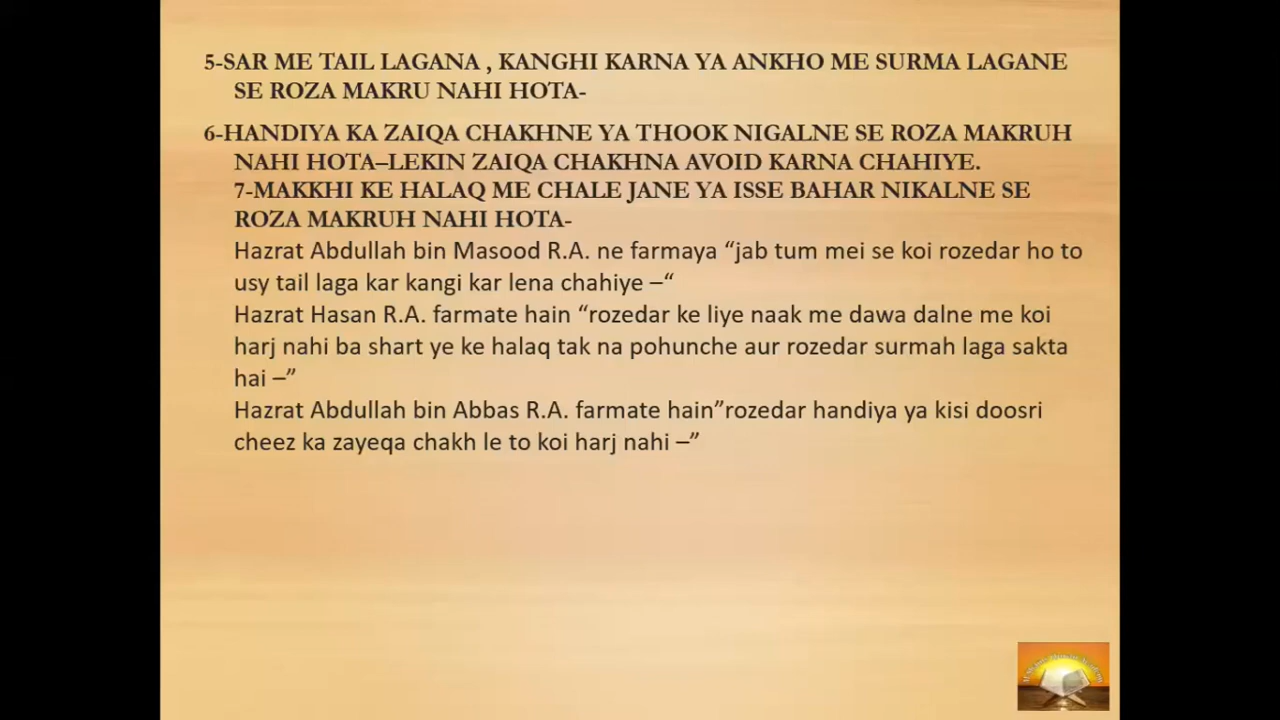 5-SAR ME TAIL LAGANA , KANGHI KARNA YA ANKHO ME SURMA LAGANE
SE ROZA MAKRU NAHI HOTA-
6-HANDIYA KA ZAIQA CHAKHNE YA THOOK NIGALNE SE ROZA MAKRUH
NAHI HOTA–LEKIN ZAIQA CHAKHNA AVOID KARNA CHAHIYE.
7-MAKKHI KE HALAQ ME CHALE JANE YA ISSE BAHAR NIKALNE SE
ROZA MAKRUH NAHI HOTA-
Hazrat Abdullah bin Masood R.A. ne farmaya “jab tum mei se koi rozedar ho to
usy tail laga kar kangi kar lena chahiye –“
Hazrat Hasan R.A. farmate hain “rozedar ke liye naak me dawa dalne me koi
harj nahi ba shart ye ke halaq tak na pohunche aur rozedar surmah laga sakta
hai –”
Hazrat Abdullah bin Abbas R.A. farmate hain”rozedar handiya ya kisi doosri
cheez ka zayeqa chakh le to koi harj nahi –”